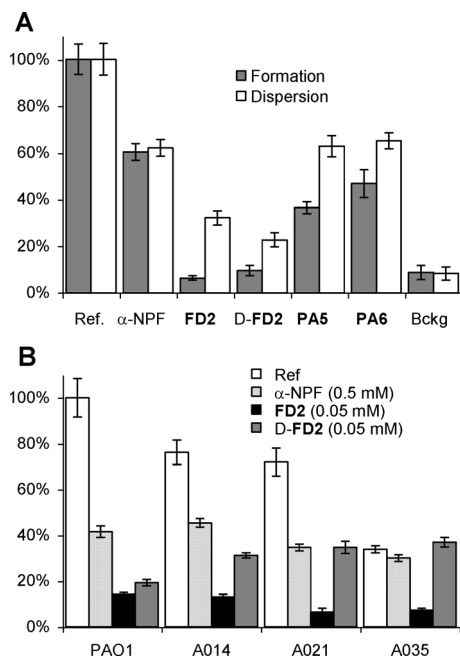 A
100%
80%
60%
40%
20%
0%
Formation
Dispersion
Ref. α-NPF FD2 D-FD2 PA5 PA6 Bckg
B
100%
80%
60%
40%
20%
0%
Ref
α-NPF (0.5 mM)
FD2 (0.05 mM)
D-FD2 (0.05 mM)
PAO1 A014 A021 A035